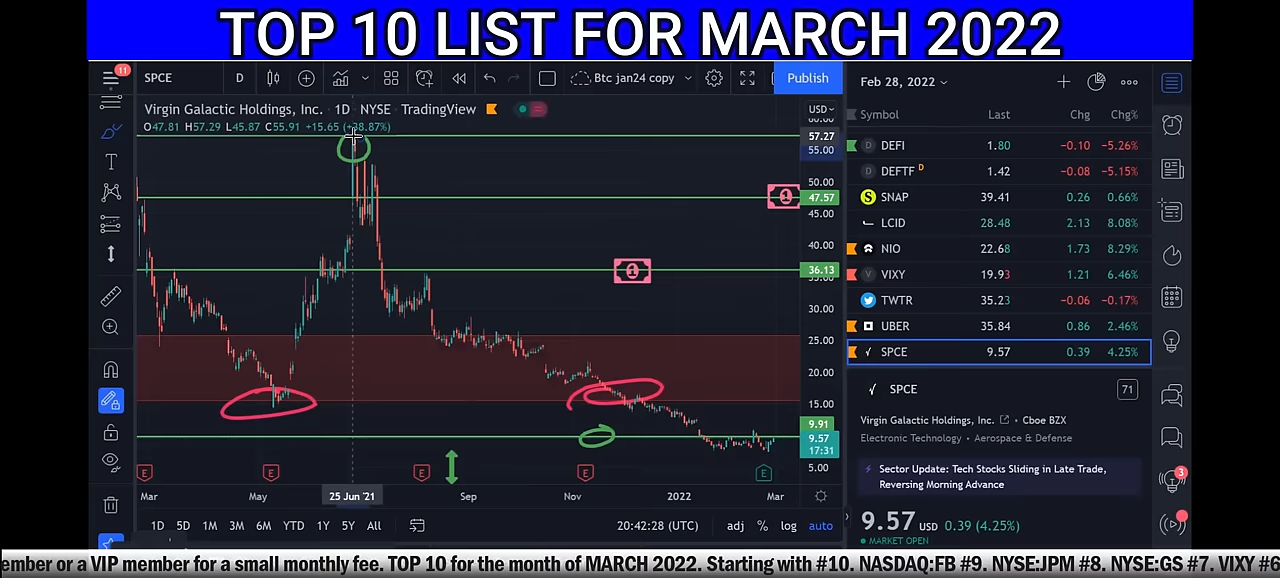 TOP 10 LIST FOR MARCH 2022
11
SPCE D Btc jan24 copy Publish
Virgin Galactic Holdings, Inc. · 1D · NYSE · TradingView
O47.81 H57.29 L45.87 C55.91 +15.65 (+38.87%)
USD
60.00
57.27
55.00
50.00
47.57
45.00
40.00
36.13
35.00
30.00
25.00
20.00
15.00
9.91
9.57
17:31
5.00
1
1
E E E E E
Mar May 25 Jun '21 Sep Nov 2022 Mar
1D 5D 1M 3M 6M YTD 1Y 5Y All 20:42:28 (UTC) adj % log auto
Feb 28, 2022
Symbol Last Chg Chg%
D DEFI 1.80 −0.10 −5.26%
D DEFTF D 1.42 −0.08 −5.15%
S SNAP 39.41 0.26 0.66%
LCID 28.48 2.13 8.08%
NIO 22.68 1.73 8.29%
V VIXY 19.93 1.21 6.46%
TWTR 35.23 −0.06 −0.17%
UBER 35.84 0.86 2.46%
SPCE 9.57 0.39 4.25%
SPCE 71
Virgin Galactic Holdings, Inc. • Cboe BZX
Electronic Technology • Aerospace & Defense
Sector Update: Tech Stocks Sliding in Late Trade,
Reversing Morning Advance
9.57 USD 0.39 (4.25%)
MARKET OPEN
3
ember or a VIP member for a small monthly fee. TOP 10 for the month of MARCH 2022. Starting with #10. NASDAQ:FB #9. NYSE:JPM #8. NYSE:GS #7. VIXY #6